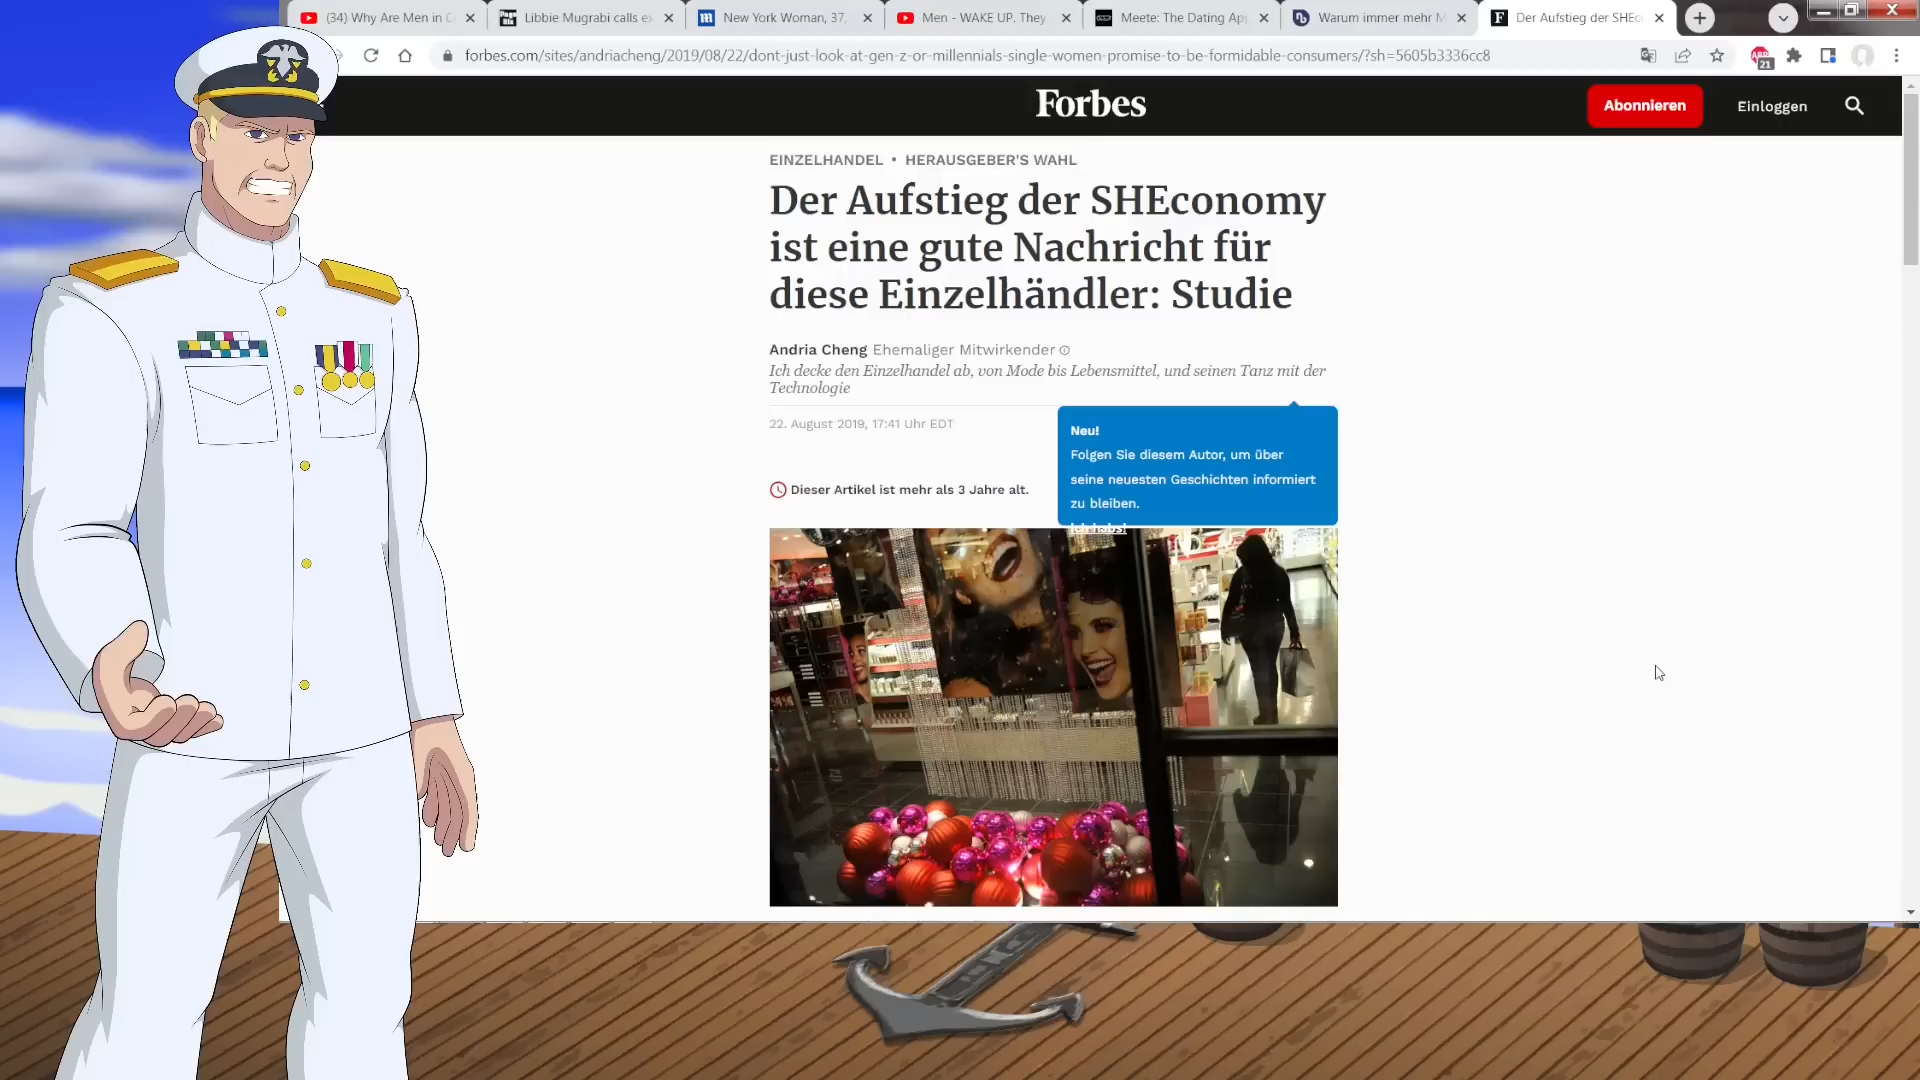 (34) Why Are Men in C
Libbie Mugrabi calls ex
New York Woman, 37,
Men - WAKE UP. They
Meete: The Dating Ap
Warum immer mehr M
Der Aufstieg der SHEc
forbes.com/sites/andriacheng/2019/08/22/dont-just-look-at-gen-z-or-millennials-single-women-promise-to-be-formidable-consumers/?sh=5605b3336cc8
21
Forbes
Abonnieren
Einloggen
EINZELHANDEL • HERAUSGEBER'S WAHL
Der Aufstieg der SHEconomy
ist eine gute Nachricht für
diese Einzelhändler: Studie
Andria Cheng Ehemaliger Mitwirkender
Ich decke den Einzelhandel ab, von Mode bis Lebensmittel, und seinen Tanz mit der
Technologie
22. August 2019, 17:41 Uhr EDT
Neu!
Folgen Sie diesem Autor, um über
seine neuesten Geschichten informiert
zu bleiben.
Ich habs!
Dieser Artikel ist mehr als 3 Jahre alt.